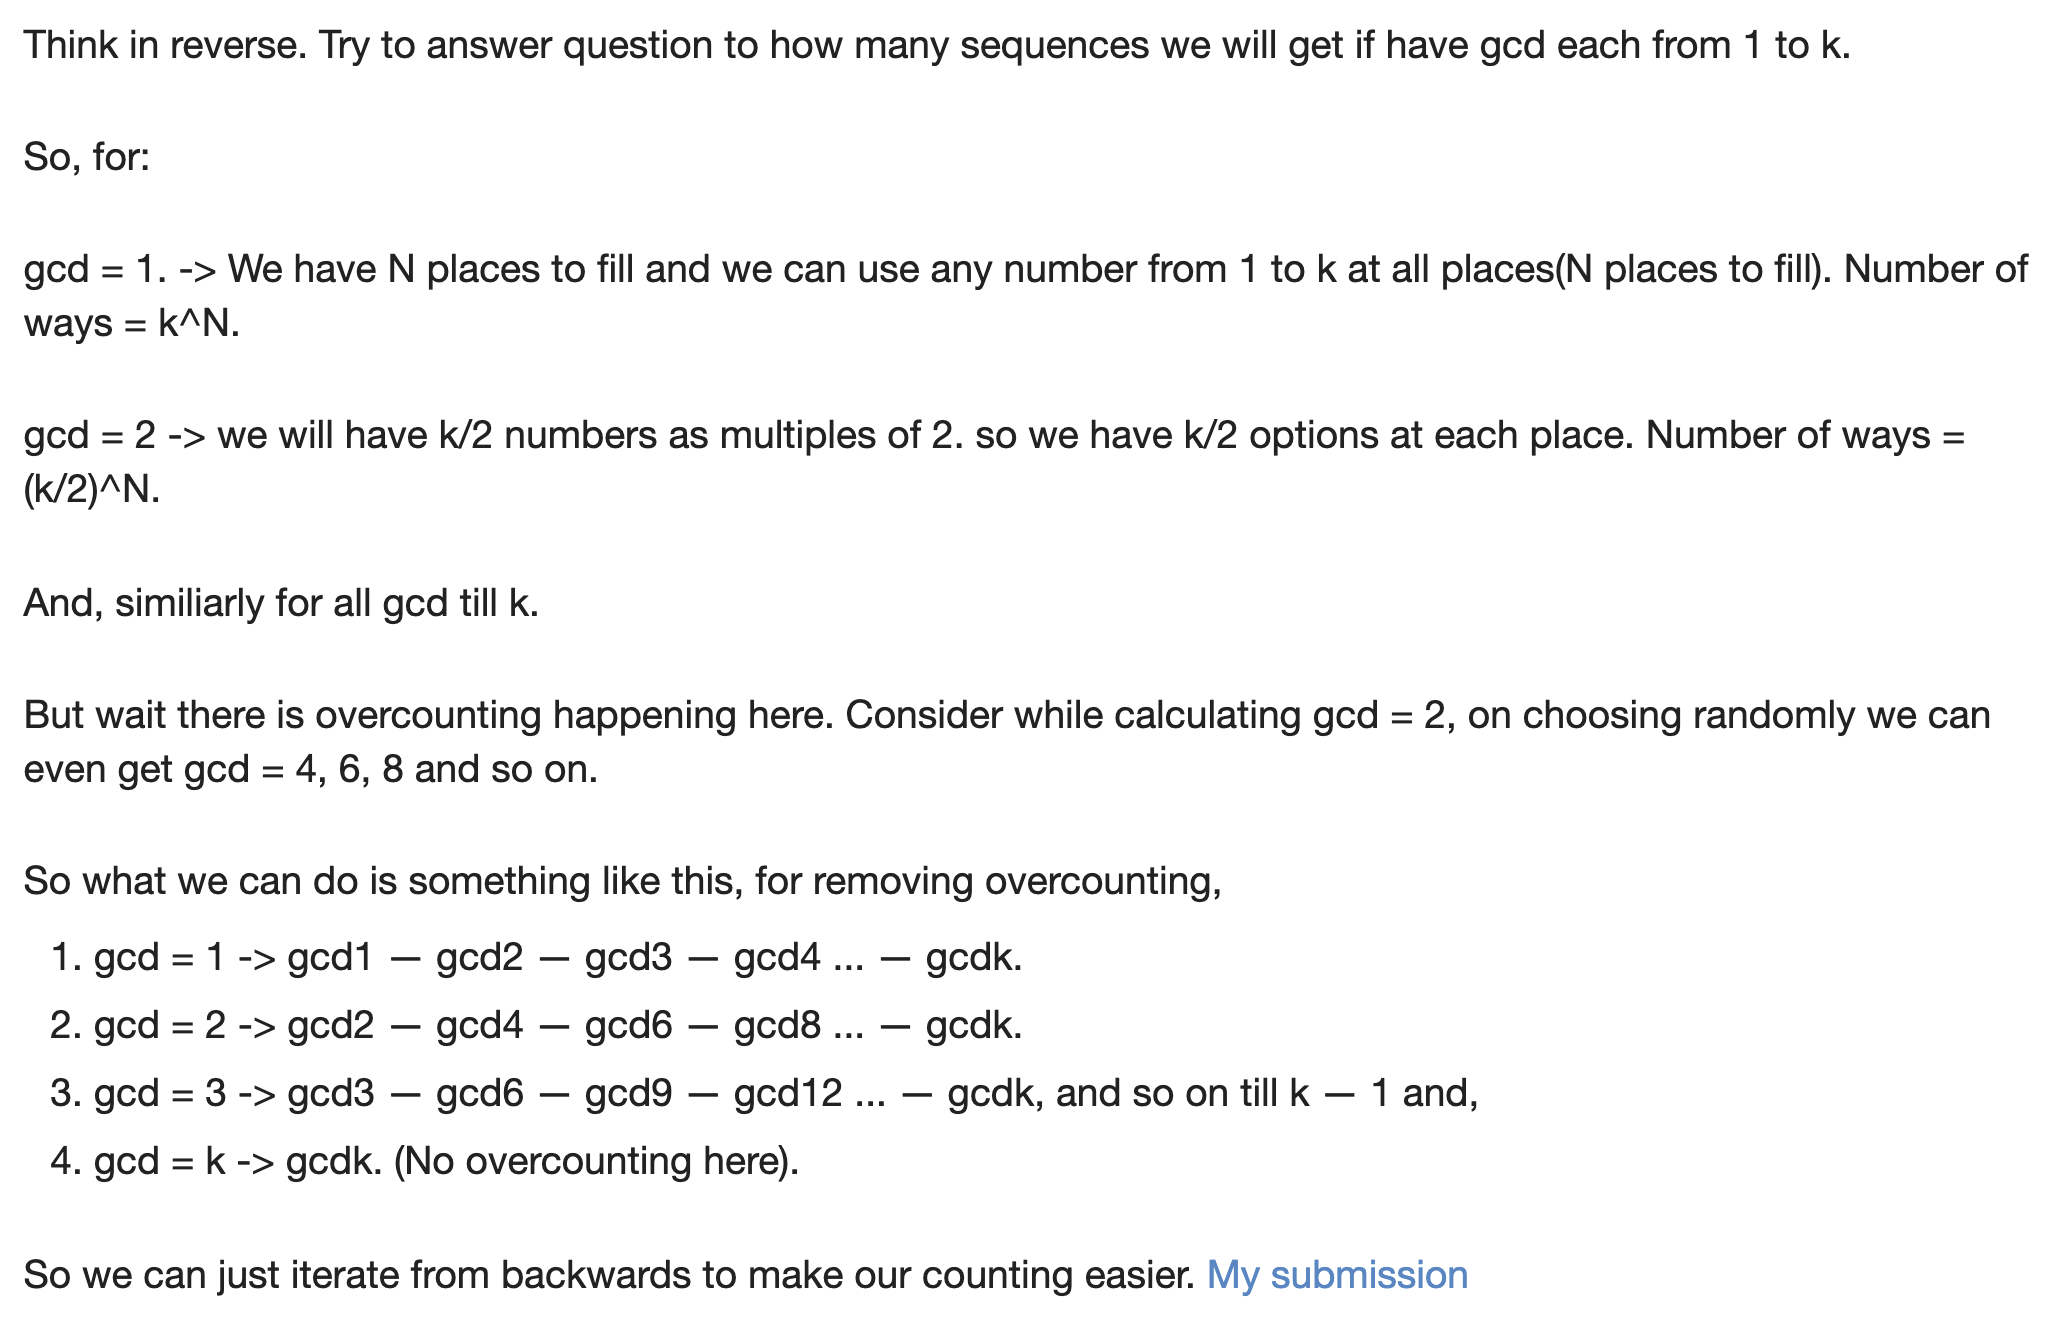 Think in reverse. Try to answer question to how many sequences we will get if have gcd each from 1 to k.
So, for:
gcd = 1. -> We have N places to fill and we can use any number from 1 to k at all places(N places to fill). Number of
ways = k^N.
gcd = 2 -> we will have k/2 numbers as multiples of 2. so we have k/2 options at each place. Number of ways =
(k/2)^N.
And, similiarly for all gcd till k.
But wait there is overcounting happening here. Consider while calculating gcd = 2, on choosing randomly we can
even get gcd = 4, 6, 8 and so on.
So what we can do is something like this, for removing overcounting,
1. gcd = 1 -> gcd1 — gcd2 — gcd3 — gcd4 ... — gcdk.
2. gcd = 2 -> gcd2 — gcd4 — gcd6 — gcd8 ... — gcdk.
3. gcd = 3 -> gcd3 — gcd6 — gcd9 — gcd12 ... — gcdk, and so on till k — 1 and,
4. gcd = k -> gcdk. (No overcounting here).
So we can just iterate from backwards to make our counting easier. My submission